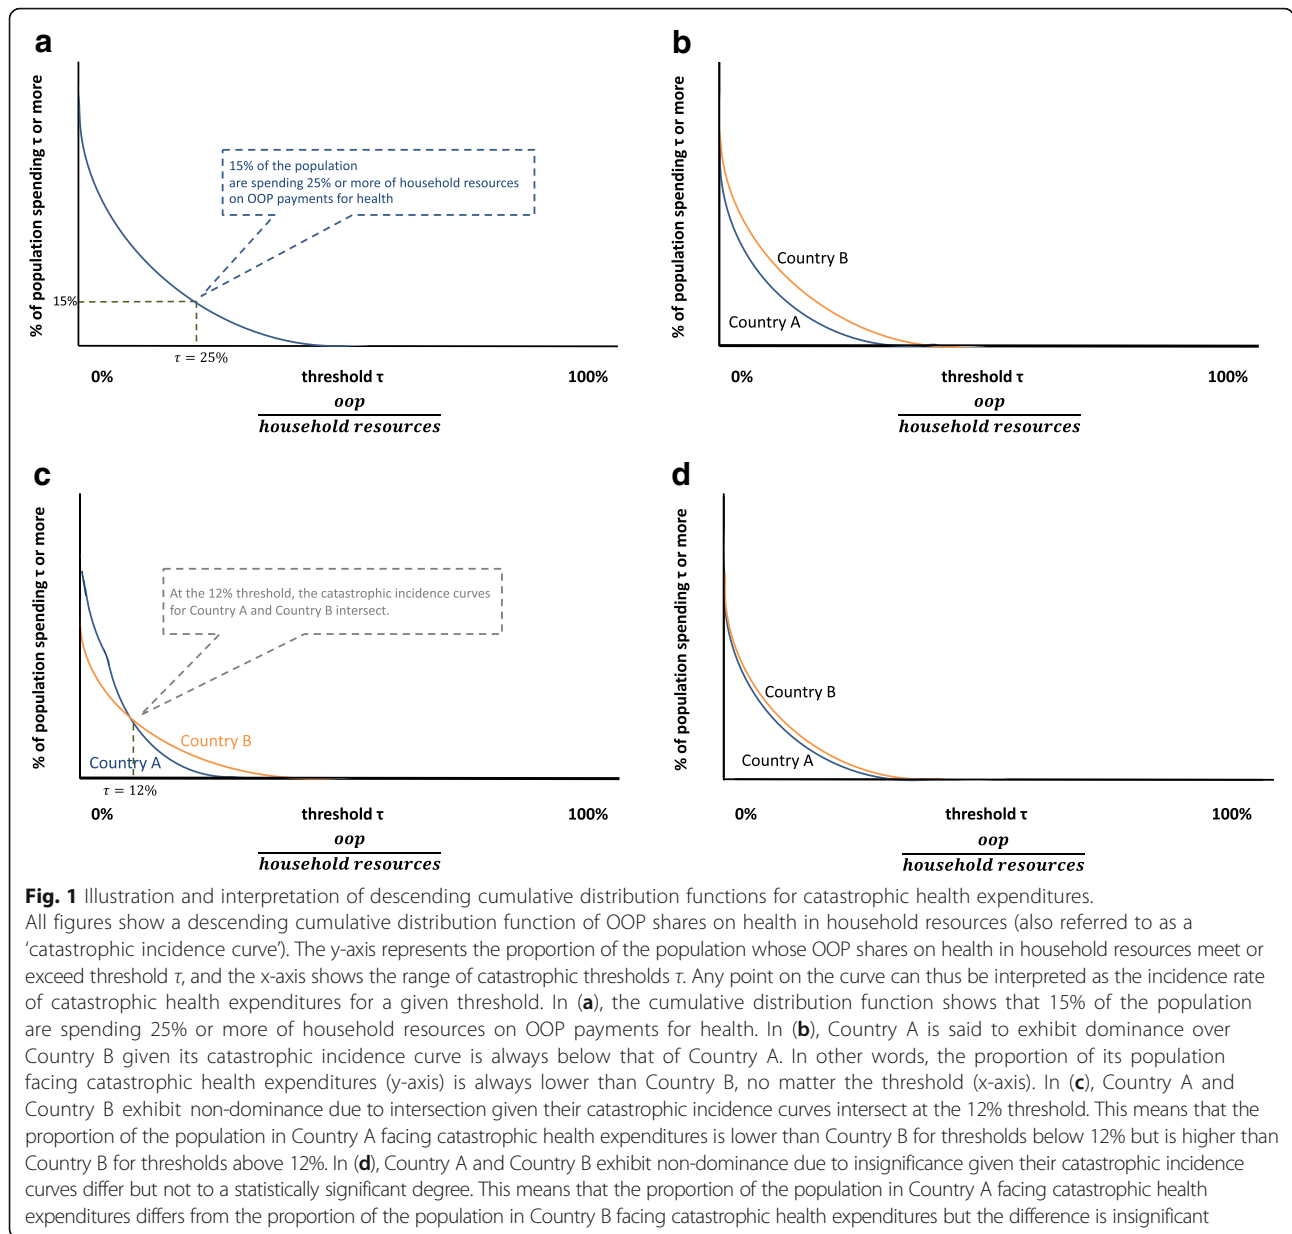 a
% of population spending τ or more
15% of the population
are spending 25% or more of household resources
on OOP payments for health
15%
τ = 25%
0%
threshold τ
100%
oop
household resources
b
Country B
Country A
0%
threshold τ
100%
oop
household resources
% of population spending τ or more
c
% of population spending τ or more
At the 12% threshold, the catastrophic incidence curves
for Country A and Country B intersect.
Country B
Country A
τ = 12%
0%
threshold τ
100%
oop
household resources
d
% of population spending τ or more
Country B
Country A
0%
threshold τ
100%
oop
household resources
Fig. 1 Illustration and interpretation of descending cumulative distribution functions for catastrophic health expenditures.
All figures show a descending cumulative distribution function of OOP shares on health in household resources (also referred to as a
‘catastrophic incidence curve’). The y-axis represents the proportion of the population whose OOP shares on health in household resources meet or
exceed threshold τ, and the x-axis shows the range of catastrophic thresholds τ. Any point on the curve can thus be interpreted as the incidence rate
of catastrophic health expenditures for a given threshold. In (a), the cumulative distribution function shows that 15% of the population
are spending 25% or more of household resources on OOP payments for health. In (b), Country A is said to exhibit dominance over
Country B given its catastrophic incidence curve is always below that of Country A. In other words, the proportion of its population
facing catastrophic health expenditures (y-axis) is always lower than Country B, no matter the threshold (x-axis). In (c), Country A and
Country B exhibit non-dominance due to intersection given their catastrophic incidence curves intersect at the 12% threshold. This means that the
proportion of the population in Country A facing catastrophic health expenditures is lower than Country B for thresholds below 12% but is higher than
Country B for thresholds above 12%. In (d), Country A and Country B exhibit non-dominance due to insignificance given their catastrophic incidence
curves differ but not to a statistically significant degree. This means that the proportion of the population in Country A facing catastrophic health
expenditures differs from the proportion of the population in Country B facing catastrophic health expenditures but the difference is insignificant